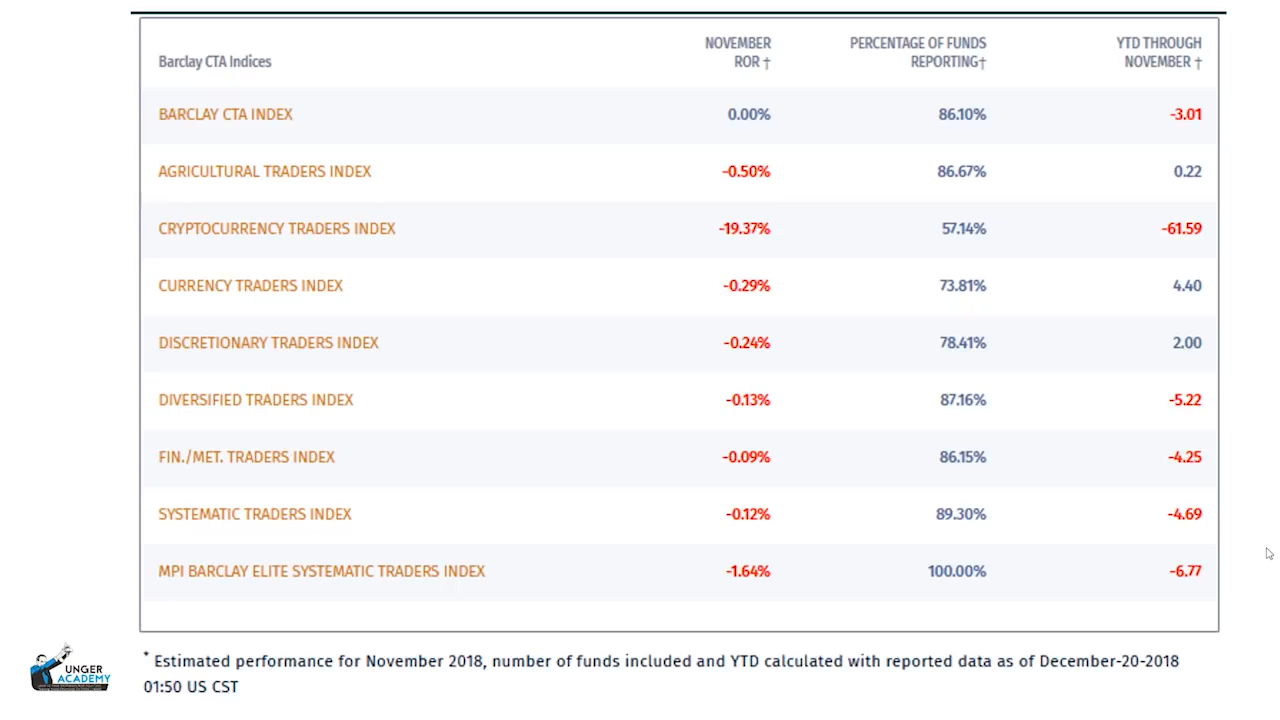 Barclay CTA Indices NOVEMBER ROR † PERCENTAGE OF FUNDS REPORTING† YTD THROUGH NOVEMBER †
BARCLAY CTA INDEX 0.00% 86.10% -3.01
AGRICULTURAL TRADERS INDEX -0.50% 86.67% 0.22
CRYPTOCURRENCY TRADERS INDEX -19.37% 57.14% -61.59
CURRENCY TRADERS INDEX -0.29% 73.81% 4.40
DISCRETIONARY TRADERS INDEX -0.24% 78.41% 2.00
DIVERSIFIED TRADERS INDEX -0.13% 87.16% -5.22
FIN./MET. TRADERS INDEX -0.09% 86.15% -4.25
SYSTEMATIC TRADERS INDEX -0.12% 89.30% -4.69
MPI BARCLAY ELITE SYSTEMATIC TRADERS INDEX -1.64% 100.00% -6.77
* Estimated performance for November 2018, number of funds included and YTD calculated with reported data as of December-20-2018
01:50 US CST
UNGER
ACADEMY